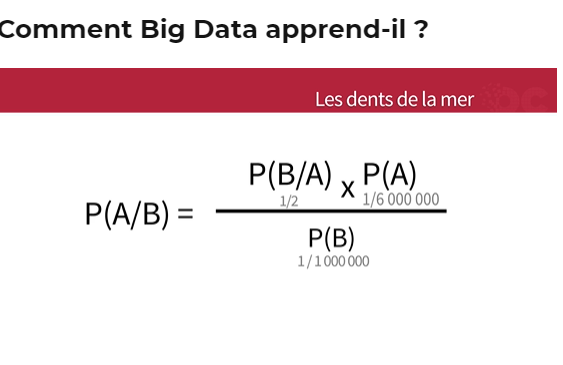 Comment Big Data apprend-il ?
Les dents de la mer
P(B/A) x P(A)
1/2 1/6 000 000
P(A/B) =
P(B)
1/1 000 000